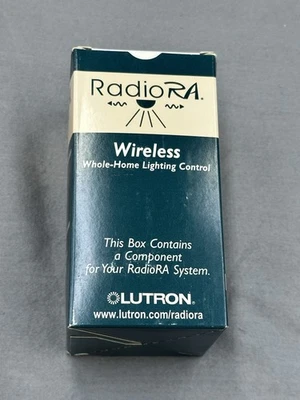 RadioRA®
Wireless
Whole-Home Lighting Control
This Box Contains
a Component
for Your RadioRA System.
LUTRON®
www.lutron.com/radiora